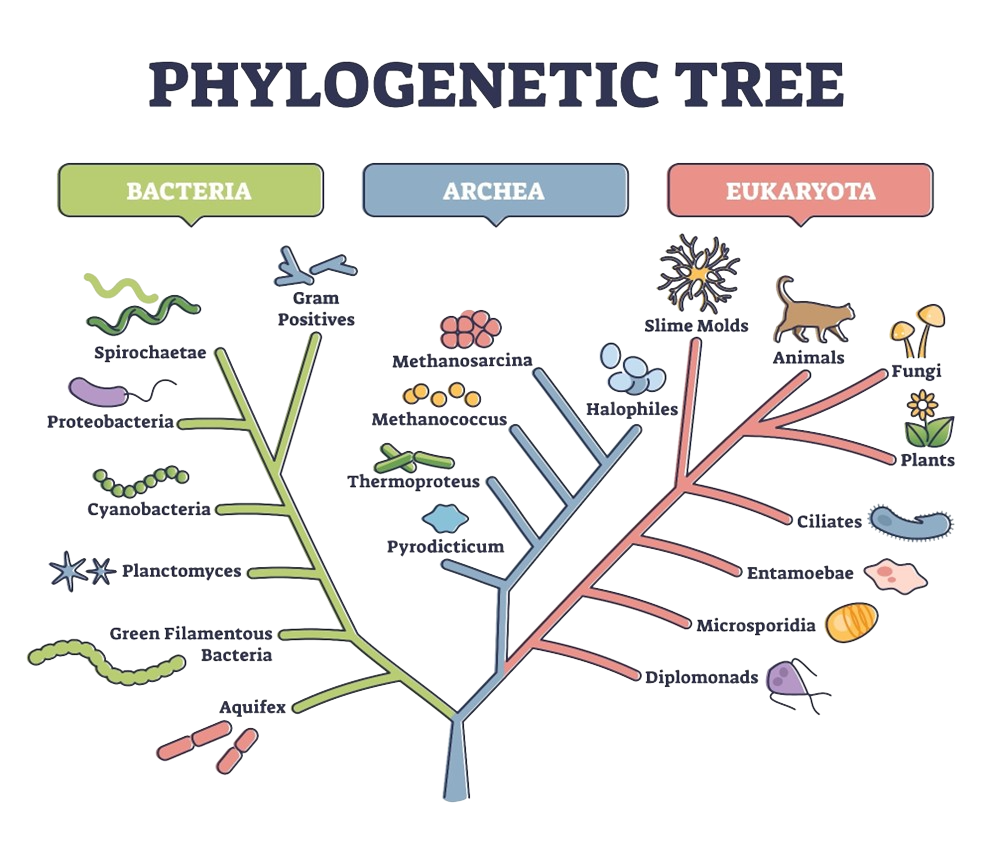 PHYLOGENETIC TREE
BACTERIA
ARCHEA
EUKARYOTA
Spirochaetae
Gram
Positives
Proteobacteria
Cyanobacteria
Planctomyces
Green Filamentous
Bacteria
Aquifex
Methanosarcina
Methanococcus
Thermoproteus
Pyrodicticum
Halophiles
Slime Molds
Animals
Fungi
Plants
Ciliates
Entamoebae
Microsporidia
Diplomonads